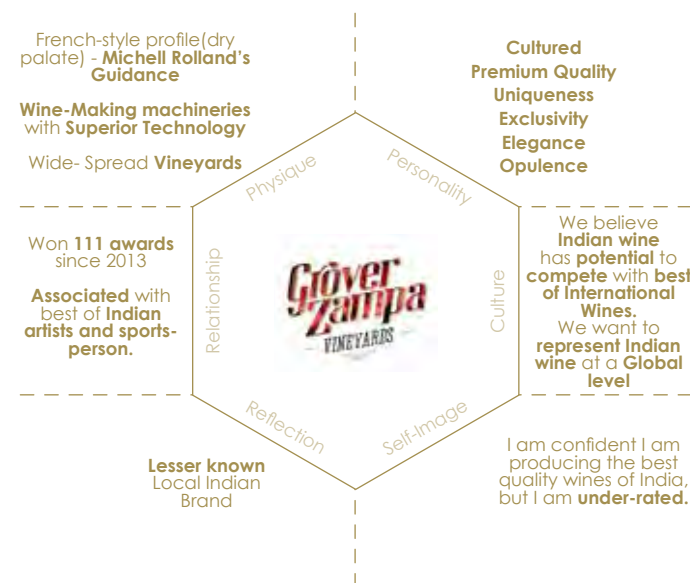 French-style profile(dry
palate) - Michell Rolland's
Guidance
Wine-Making machineries
with Superior Technology
Wide- Spread Vineyards
Cultured
Premium Quality
Uniqueness
Exclusivity
Elegance
Opulence
Physique
Personality
Won 111 awards
since 2013
Associated with
best of Indian
artists and sports-
person.
Relationship
Grover
Zampa
VINEYARDS
Culture
We believe
Indian wine
has potential to
compete with best
of International
Wines.
We want to
represent Indian
wine at a Global
level
Reflection
Self-Image
Lesser known
Local Indian
Brand
I am confident I am
producing the best
quality wines of India,
but I am under-rated.